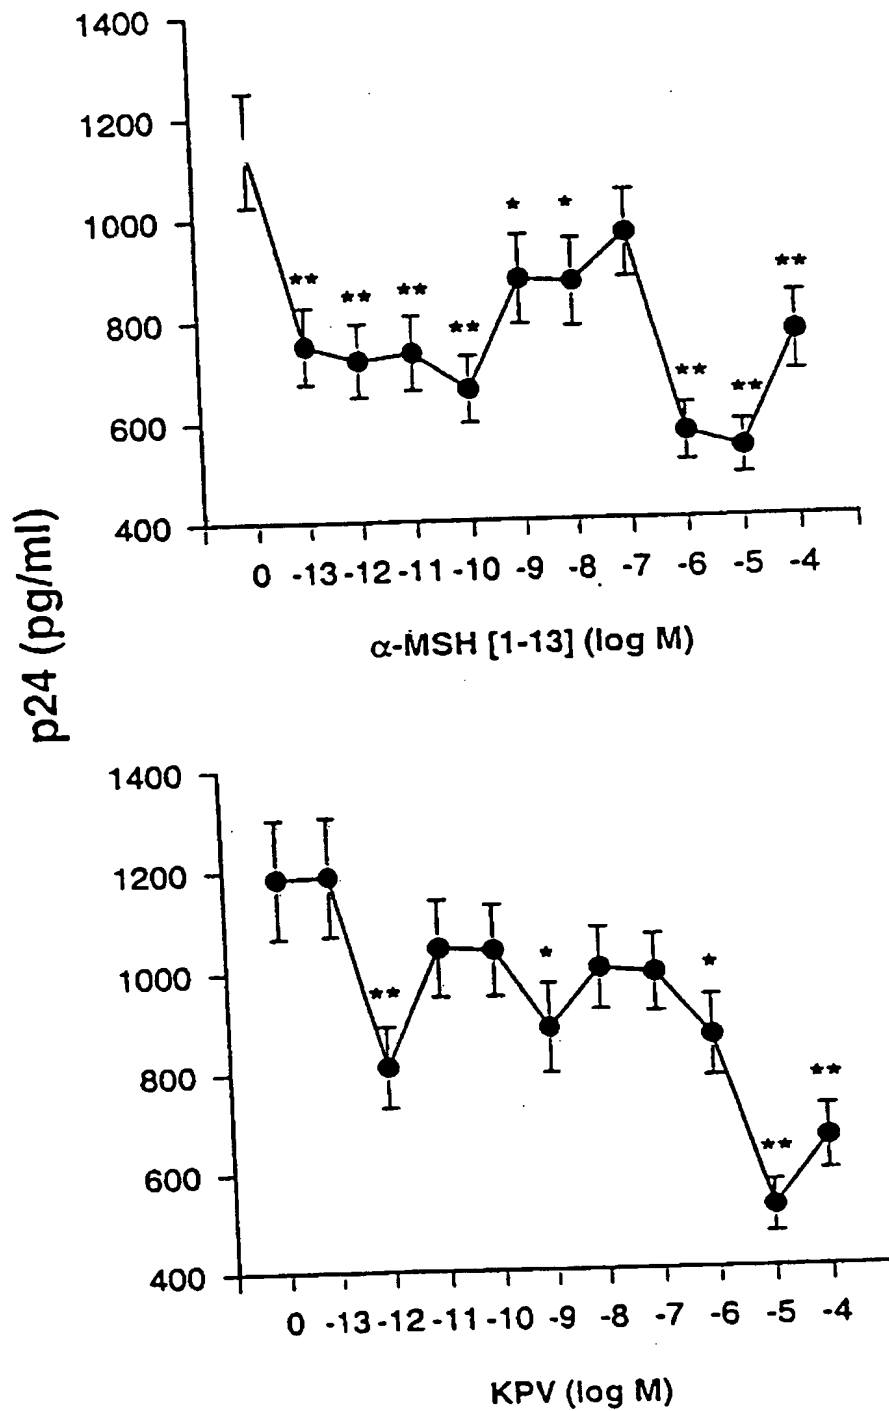 1400
1200
1000
800
600
400
** ** ** ** * * ** ** **
0 -13 -12 -11 -10 -9 -8 -7 -6 -5 -4
α-MSH [1-13] (log M)
p24 (pg/ml)
1400
1200
1000
800
600
400
** * * ** **
0 -13 -12 -11 -10 -9 -8 -7 -6 -5 -4
KPV (log M)